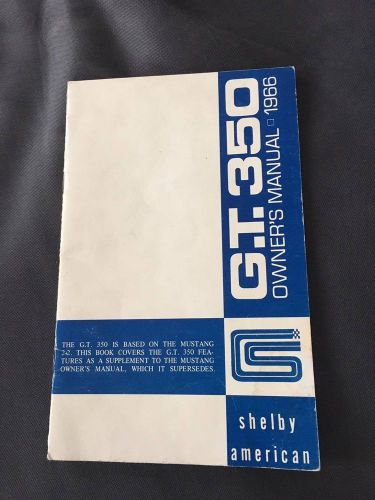 G.T. 350
OWNER'S MANUAL □ 1966
THE G.T. 350 IS BASED ON THE MUSTANG
2+2. THIS BOOK COVERS THE G.T. 350 FEA-
TURES AS A SUPPLEMENT TO THE MUSTANG
OWNER'S MANUAL, WHICH IT SUPERSEDES.
shelby
american